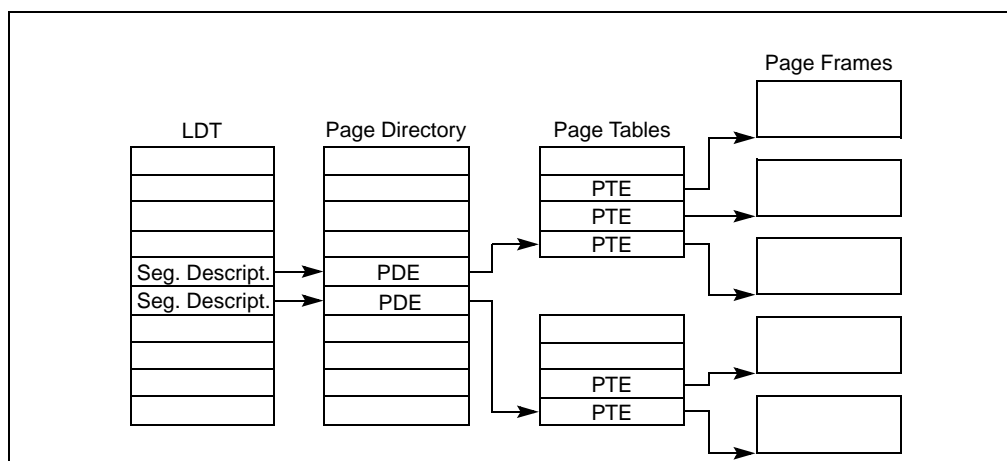 Page Frames
LDT
Page Directory
Page Tables
PTE
PTE
PTE
Seg. Descript.
PDE
Seg. Descript.
PDE
PTE
PTE